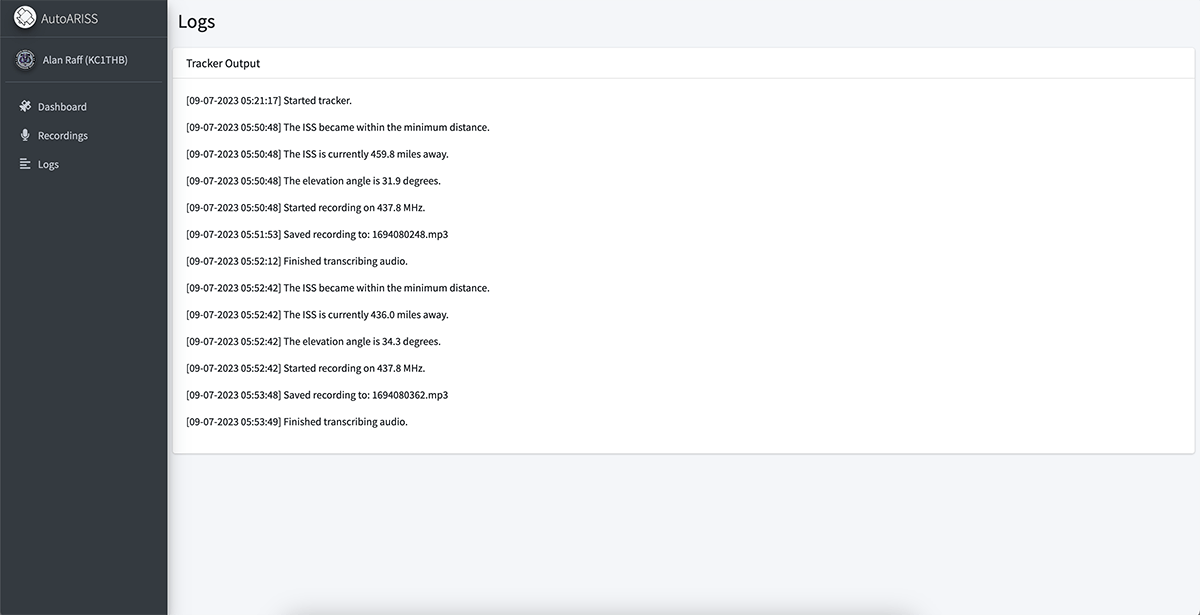 AutoARISS
Alan Raff (KC1THB)
Dashboard
Recordings
Logs
Logs
Tracker Output
[09-07-2023 05:21:17] Started tracker.
[09-07-2023 05:50:48] The ISS became within the minimum distance.
[09-07-2023 05:50:48] The ISS is currently 459.8 miles away.
[09-07-2023 05:50:48] The elevation angle is 31.9 degrees.
[09-07-2023 05:50:48] Started recording on 437.8 MHz.
[09-07-2023 05:51:53] Saved recording to: 1694080248.mp3
[09-07-2023 05:52:12] Finished transcribing audio.
[09-07-2023 05:52:42] The ISS became within the minimum distance.
[09-07-2023 05:52:42] The ISS is currently 436.0 miles away.
[09-07-2023 05:52:42] The elevation angle is 34.3 degrees.
[09-07-2023 05:52:42] Started recording on 437.8 MHz.
[09-07-2023 05:53:48] Saved recording to: 1694080362.mp3
[09-07-2023 05:53:49] Finished transcribing audio.